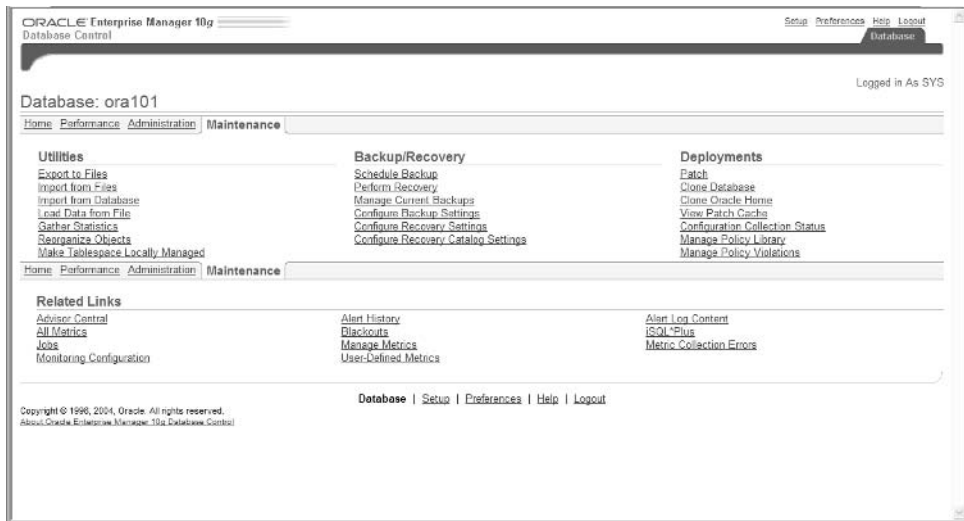 ORACLE Enterprise Manager 10g
Database Control
Setup Preferences Help Logout
Database
Logged in As SYS
Database: ora101
Home Performance Administration Maintenance
Utilities
Export to Files
Import from Files
Import from Database
Load Data from File
Gather Statistics
Reorganize Objects
Make Tablespace Locally Managed
Backup/Recovery
Schedule Backup
Perform Recovery
Manage Current Backups
Configure Backup Settings
Configure Recovery Settings
Configure Recovery Catalog Settings
Deployments
Patch
Clone Database
Clone Oracle Home
View Patch Cache
Configuration Collection Status
Manage Policy Library
Manage Policy Violations
Home Performance Administration Maintenance
Related Links
Advisor Central
All Metrics
Jobs
Monitoring Configuration
Alert History
Blackouts
Manage Metrics
User-Defined Metrics
Alert Log Content
iSQL*Plus
Metric Collection Errors
Database | Setup | Preferences | Help | Logout
Copyright © 1996, 2004, Oracle. All rights reserved.
About Oracle Enterprise Manager 10g Database Control